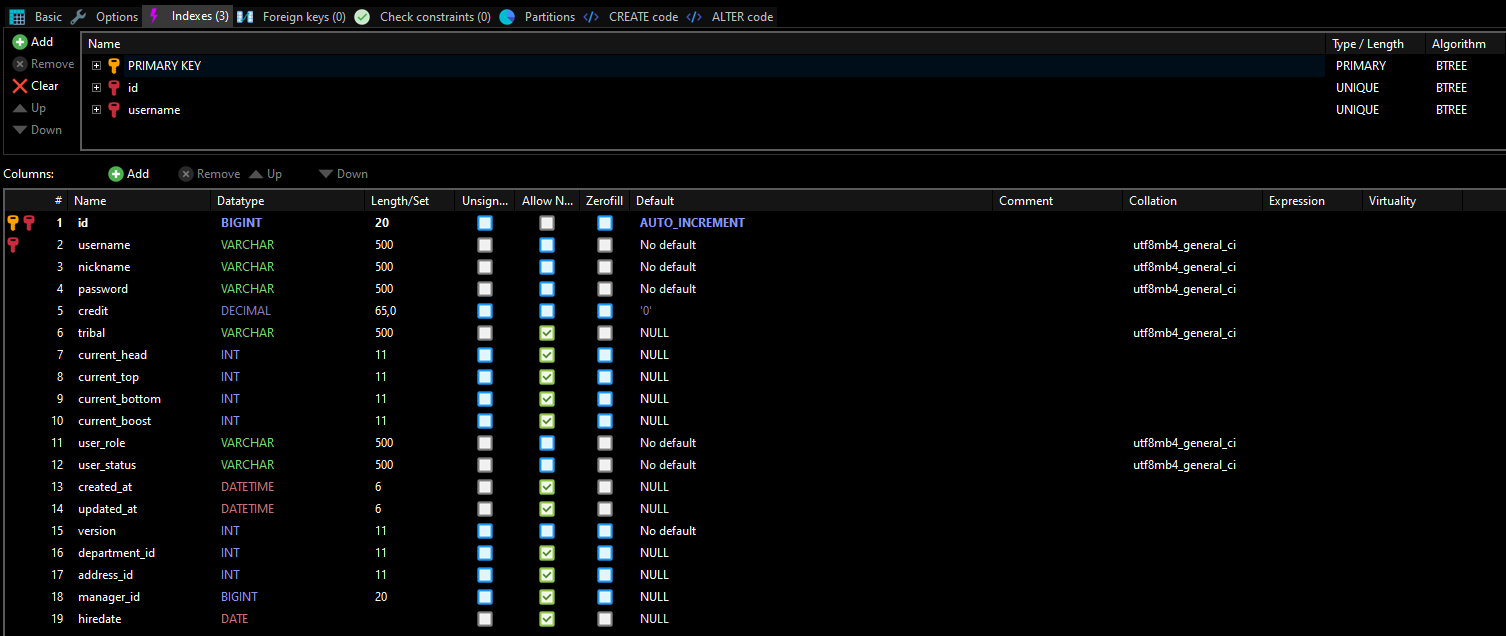 Basic Options Indexes (3) Foreign keys (0) Check constraints (0) Partitions CREATE code ALTER code
Add
Remove
Clear
Up
Down
Name Type / Length Algorithm
PRIMARY KEY PRIMARY BTREE
id UNIQUE BTREE
username UNIQUE BTREE
Columns: Add Remove Up Down
# Name Datatype Length/Set Unsign... Allow N... Zerofill Default Comment Collation Expression Virtuality
1 id BIGINT 20 AUTO_INCREMENT
2 username VARCHAR 500 No default utf8mb4_general_ci
3 nickname VARCHAR 500 No default utf8mb4_general_ci
4 password VARCHAR 500 No default utf8mb4_general_ci
5 credit DECIMAL 65,0 '0'
6 tribal VARCHAR 500 NULL utf8mb4_general_ci
7 current_head INT 11 NULL
8 current_top INT 11 NULL
9 current_bottom INT 11 NULL
10 current_boost INT 11 NULL
11 user_role VARCHAR 500 No default utf8mb4_general_ci
12 user_status VARCHAR 500 No default utf8mb4_general_ci
13 created_at DATETIME 6 NULL
14 updated_at DATETIME 6 NULL
15 version INT 11 No default
16 department_id INT 11 NULL
17 address_id INT 11 NULL
18 manager_id BIGINT 20 NULL
19 hiredate DATE NULL